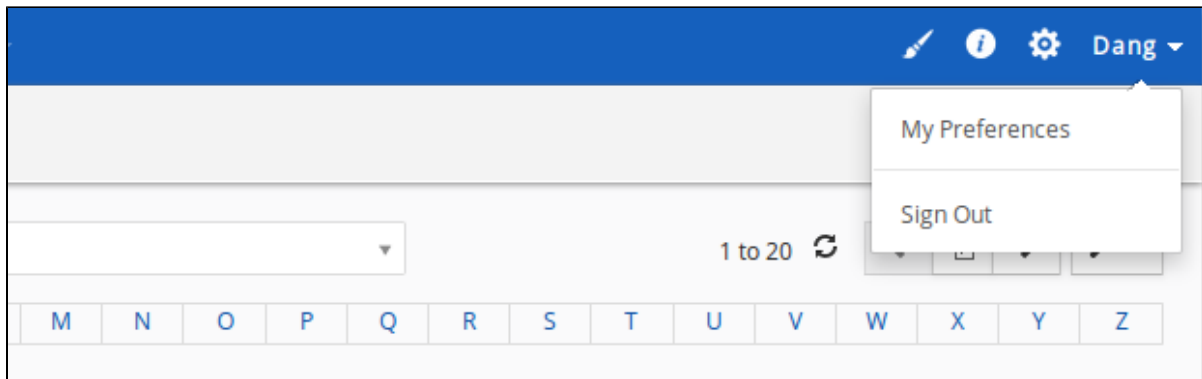 Dang
My Preferences
Sign Out
1 to 20
M N O P Q R S T U V W X Y Z